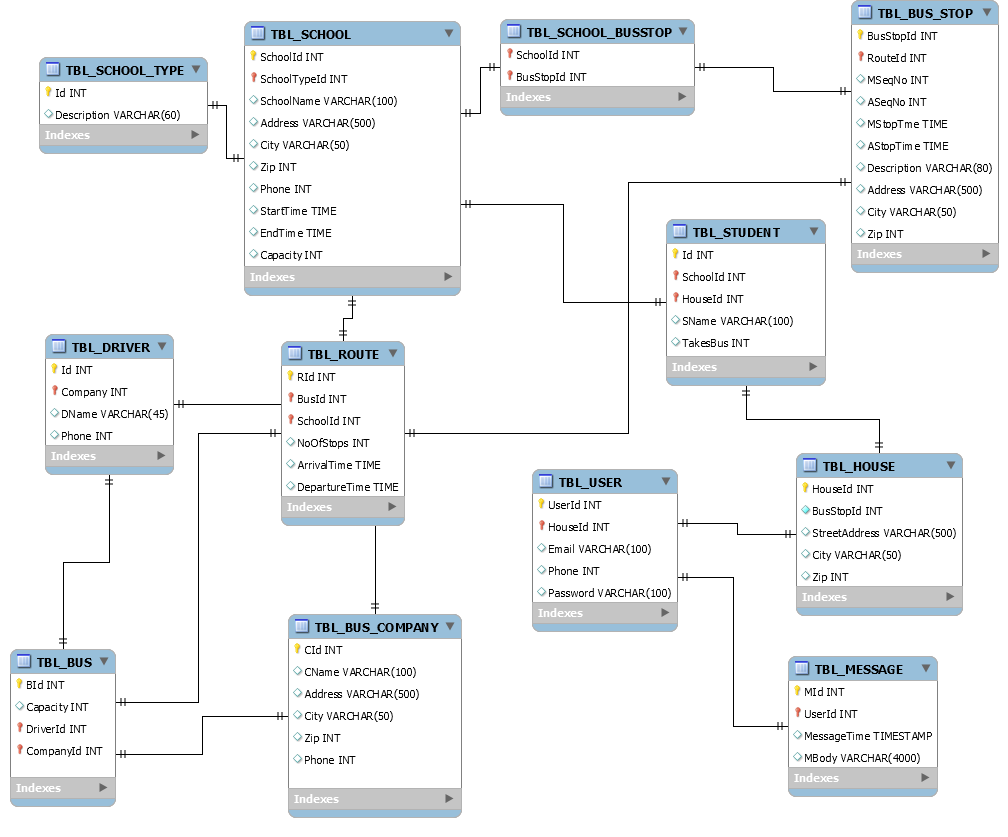 TBL_SCHOOL_TYPE
Id INT
Description VARCHAR(60)
Indexes
TBL_SCHOOL
SchoolId INT
SchoolTypeId INT
SchoolName VARCHAR(100)
Address VARCHAR(500)
City VARCHAR(50)
Zip INT
Phone INT
StartTime TIME
EndTime TIME
Capacity INT
Indexes
TBL_SCHOOL_BUSSTOP
SchoolId INT
BusStopId INT
Indexes
TBL_BUS_STOP
BusStopId INT
RouteId INT
MSeqNo INT
ASeqNo INT
MStopTme TIME
AStopTime TIME
Description VARCHAR(80)
Address VARCHAR(500)
City VARCHAR(50)
Zip INT
Indexes
TBL_STUDENT
Id INT
SchoolId INT
HouseId INT
SName VARCHAR(100)
TakesBus INT
Indexes
TBL_DRIVER
Id INT
Company INT
DName VARCHAR(45)
Phone INT
Indexes
TBL_ROUTE
RId INT
BusId INT
SchoolId INT
NoOfStops INT
ArrivalTime TIME
DepartureTime TIME
Indexes
TBL_USER
UserId INT
HouseId INT
Email VARCHAR(100)
Phone INT
Password VARCHAR(100)
Indexes
TBL_HOUSE
HouseId INT
BusStopId INT
StreetAddress VARCHAR(500)
City VARCHAR(50)
Zip INT
Indexes
TBL_BUS
BId INT
Capacity INT
DriverId INT
CompanyId INT
Indexes
TBL_BUS_COMPANY
CId INT
CName VARCHAR(100)
Address VARCHAR(500)
City VARCHAR(50)
Zip INT
Phone INT
Indexes
TBL_MESSAGE
MId INT
UserId INT
MessageTime TIMESTAMP
MBody VARCHAR(4000)
Indexes